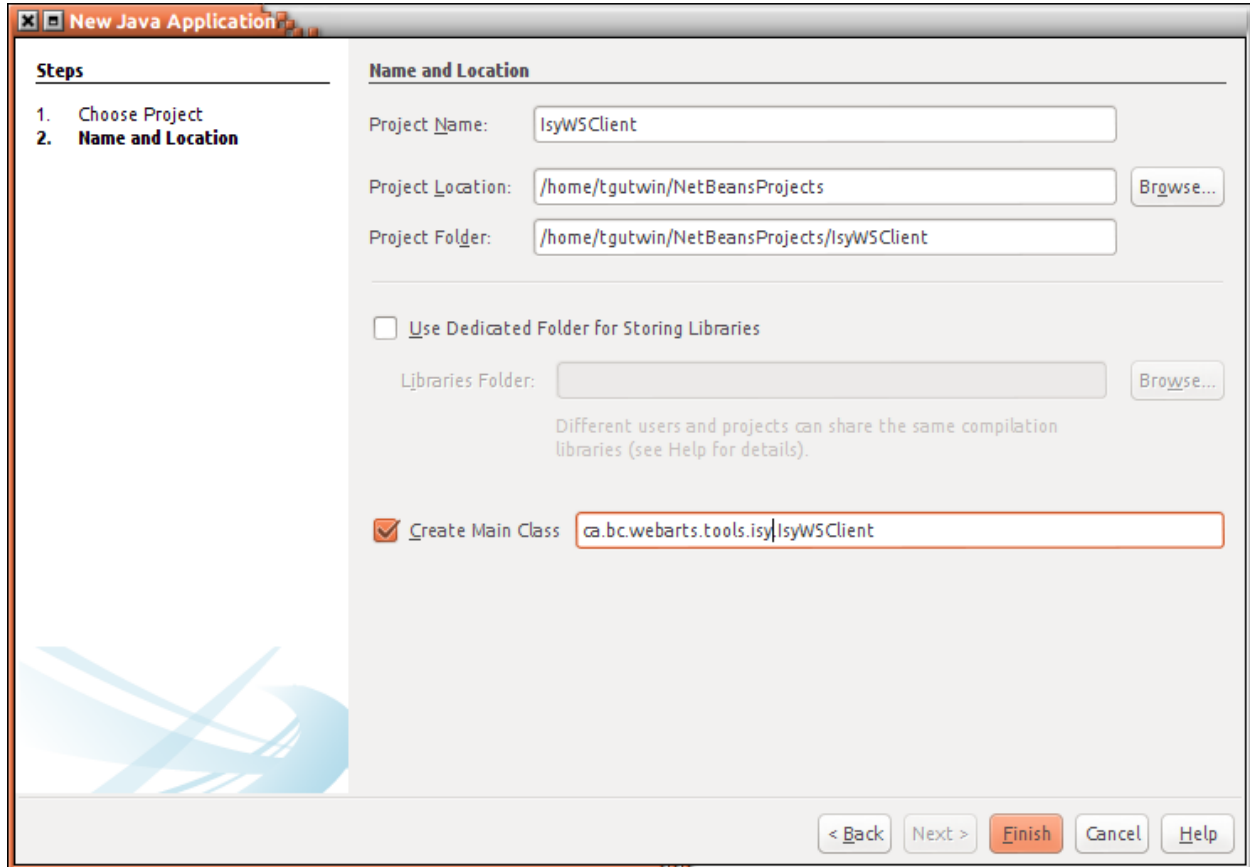 New Java Application
Steps
1. Choose Project
2. Name and Location
Name and Location
Project Name: IsyWSClient
Project Location: /home/tgutwin/NetBeansProjects Browse...
Project Folder: /home/tgutwin/NetBeansProjects/IsyWSClient
Use Dedicated Folder for Storing Libraries
Libraries Folder: Browse...
Different users and projects can share the same compilation
libraries (see Help for details).
Create Main Class ca.bc.webarts.tools.isy.IsyWSClient
< Back Next > Finish Cancel Help